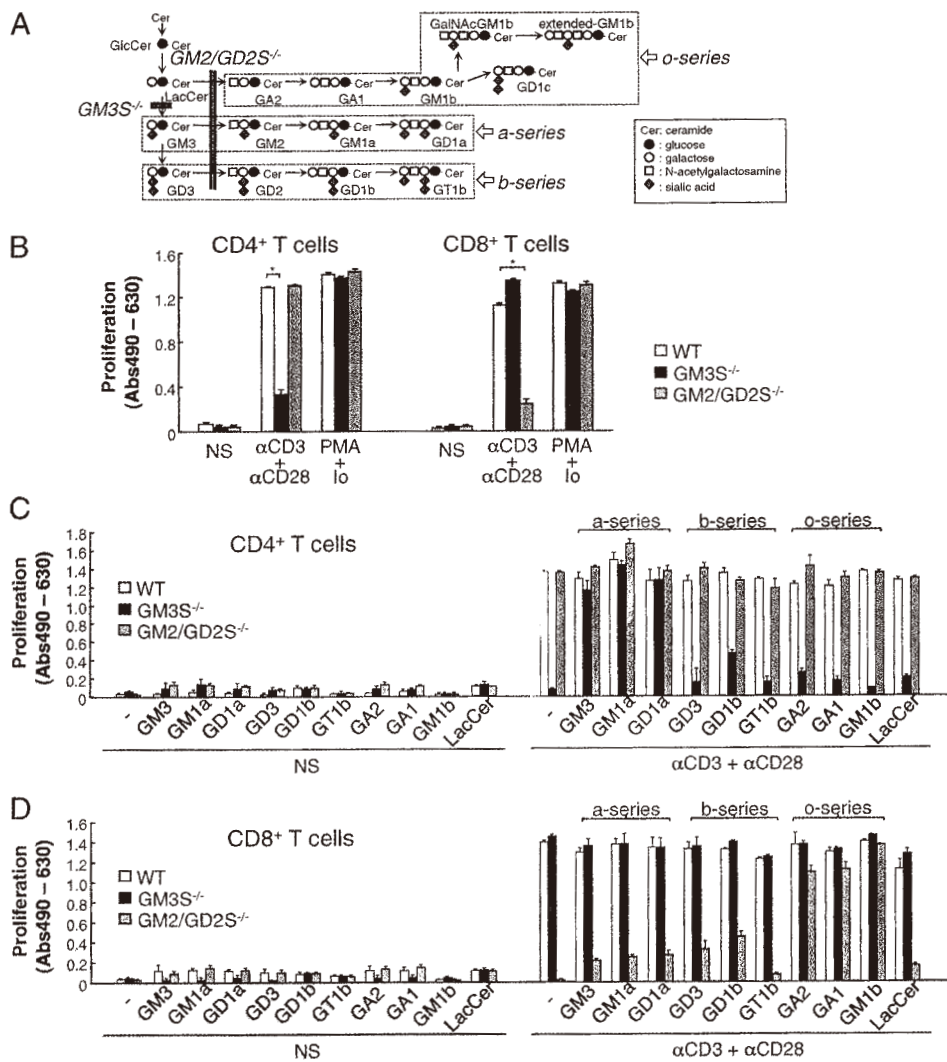 A
Cer
GlcCer Cer
GM2/GD2S-/-
GalNAcGM1b extended-GM1b
Cer Cer
o-series
Cer Cer Cer Cer Cer
LacCer GA2 GA1 GM1b GD1c
GM3S-/-
Cer Cer Cer Cer
GM3 GM2 GM1a GD1a
a-series
Cer Cer Cer Cer
GD3 GD2 GD1b GT1b
b-series
Cer: ceramide
: glucose
: galactose
: N-acetylgalactosamine
: sialic acid
B
CD4+ T cells
CD8+ T cells
Proliferation
(Abs490 – 630)
1.6
1.2
0.8
0.4
0
*
*
NS αCD3 + αCD28 PMA + Io
NS αCD3 + αCD28 PMA + Io
WT
GM3S-/-
GM2/GD2S-/-
C
CD4+ T cells
Proliferation
(Abs490 – 630)
1.8
1.6
1.4
1.2
1.0
0.8
0.6
0.4
0.2
0
WT
GM3S-/-
GM2/GD2S-/-
a-series b-series o-series
- GM3 GM1a GD1a GD3 GD1b GT1b GA2 GA1 GM1b LacCer
- GM3 GM1a GD1a GD3 GD1b GT1b GA2 GA1 GM1b LacCer
NS
αCD3 + αCD28
D
CD8+ T cells
Proliferation
(Abs490 – 630)
1.6
1.4
1.2
1.0
0.8
0.6
0.4
0.2
0
WT
GM3S-/-
GM2/GD2S-/-
a-series b-series o-series
- GM3 GM1a GD1a GD3 GD1b GT1b GA2 GA1 GM1b LacCer
- GM3 GM1a GD1a GD3 GD1b GT1b GA2 GA1 GM1b LacCer
NS
αCD3 + αCD28